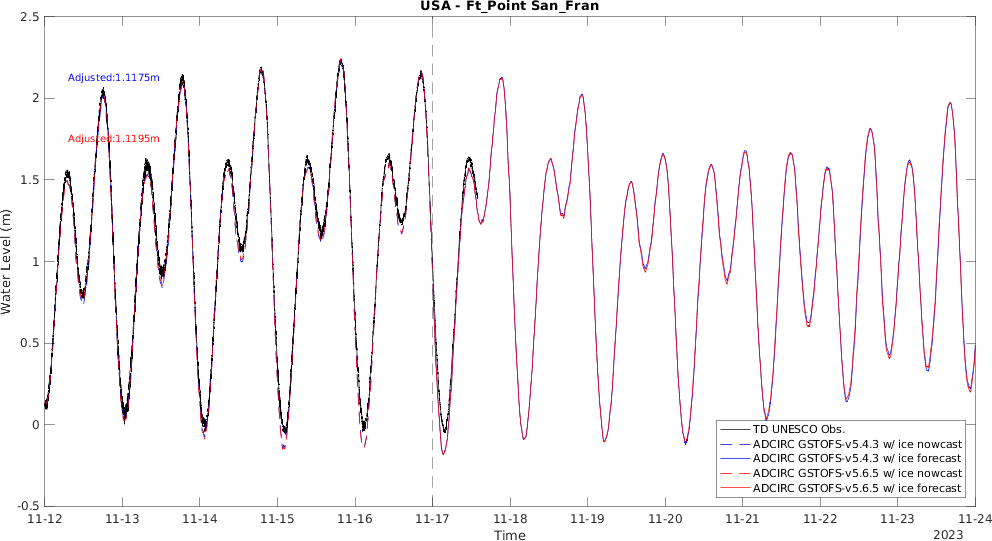 USA - Ft_Point San_Fran
2.5
2
1.5
1
0.5
0
-0.5
Water Level (m)
Adjusted:1.1175m
Adjusted:1.1195m
TD UNESCO Obs.
ADCIRC GSTOFS-v5.4.3 w/ ice nowcast
ADCIRC GSTOFS-v5.4.3 w/ ice forecast
ADCIRC GSTOFS-v5.6.5 w/ ice nowcast
ADCIRC GSTOFS-v5.6.5 w/ ice forecast
11-12 11-13 11-14 11-15 11-16 11-17 11-18 11-19 11-20 11-21 11-22 11-23 11-24
Time
2023